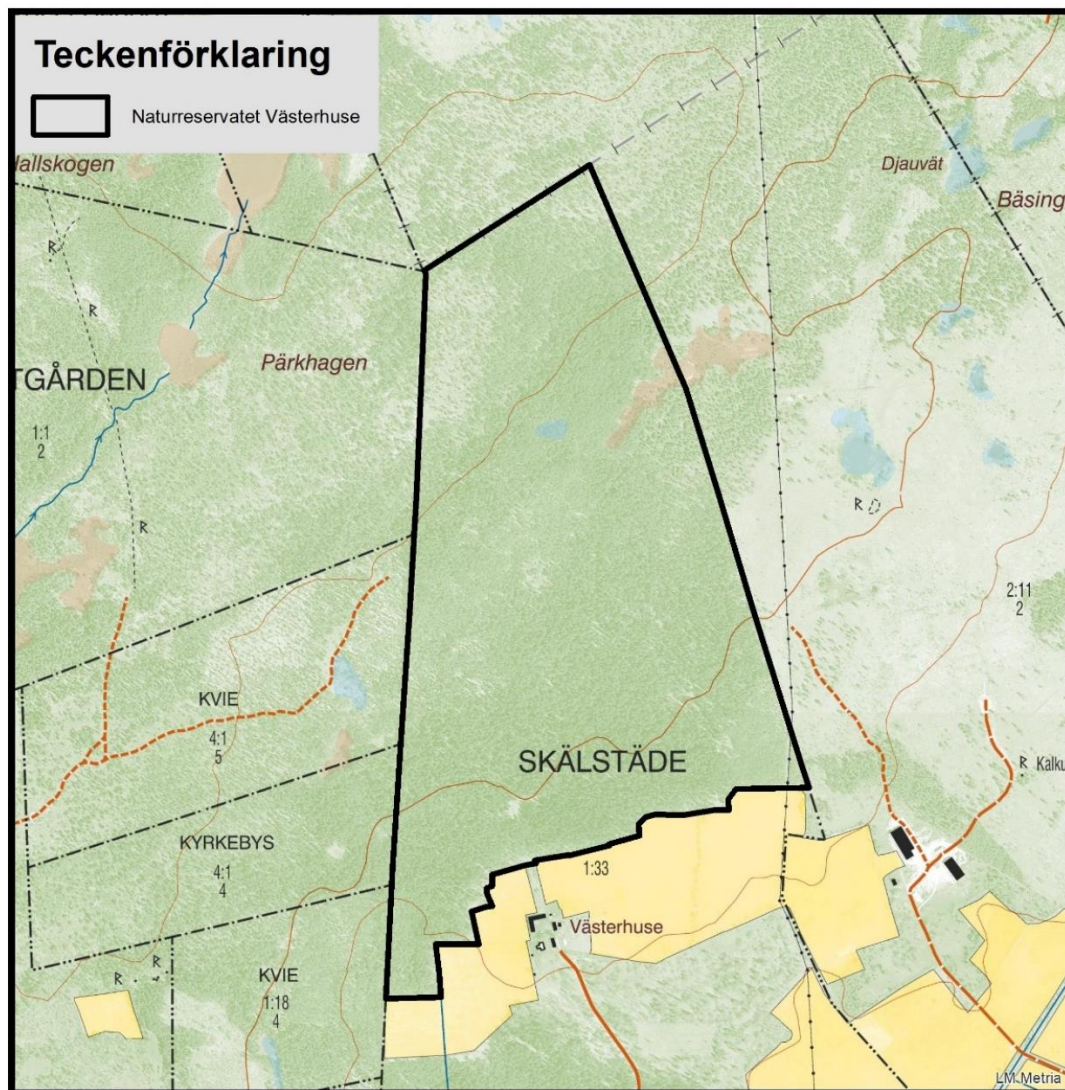 Teckenförklaring
Naturreservatet Västerhuse
Djauvät
Bäsing
Pärkhagen
TGÅRDEN
1:1
2
R
R
R
2:11
2
KVIE
4:1
5
SKÄLSTÄDE
R Kalku
KYRKEBYS
4:1
4
1:33
Västerhuse
R R
KVIE
1:18
4
LM Metria